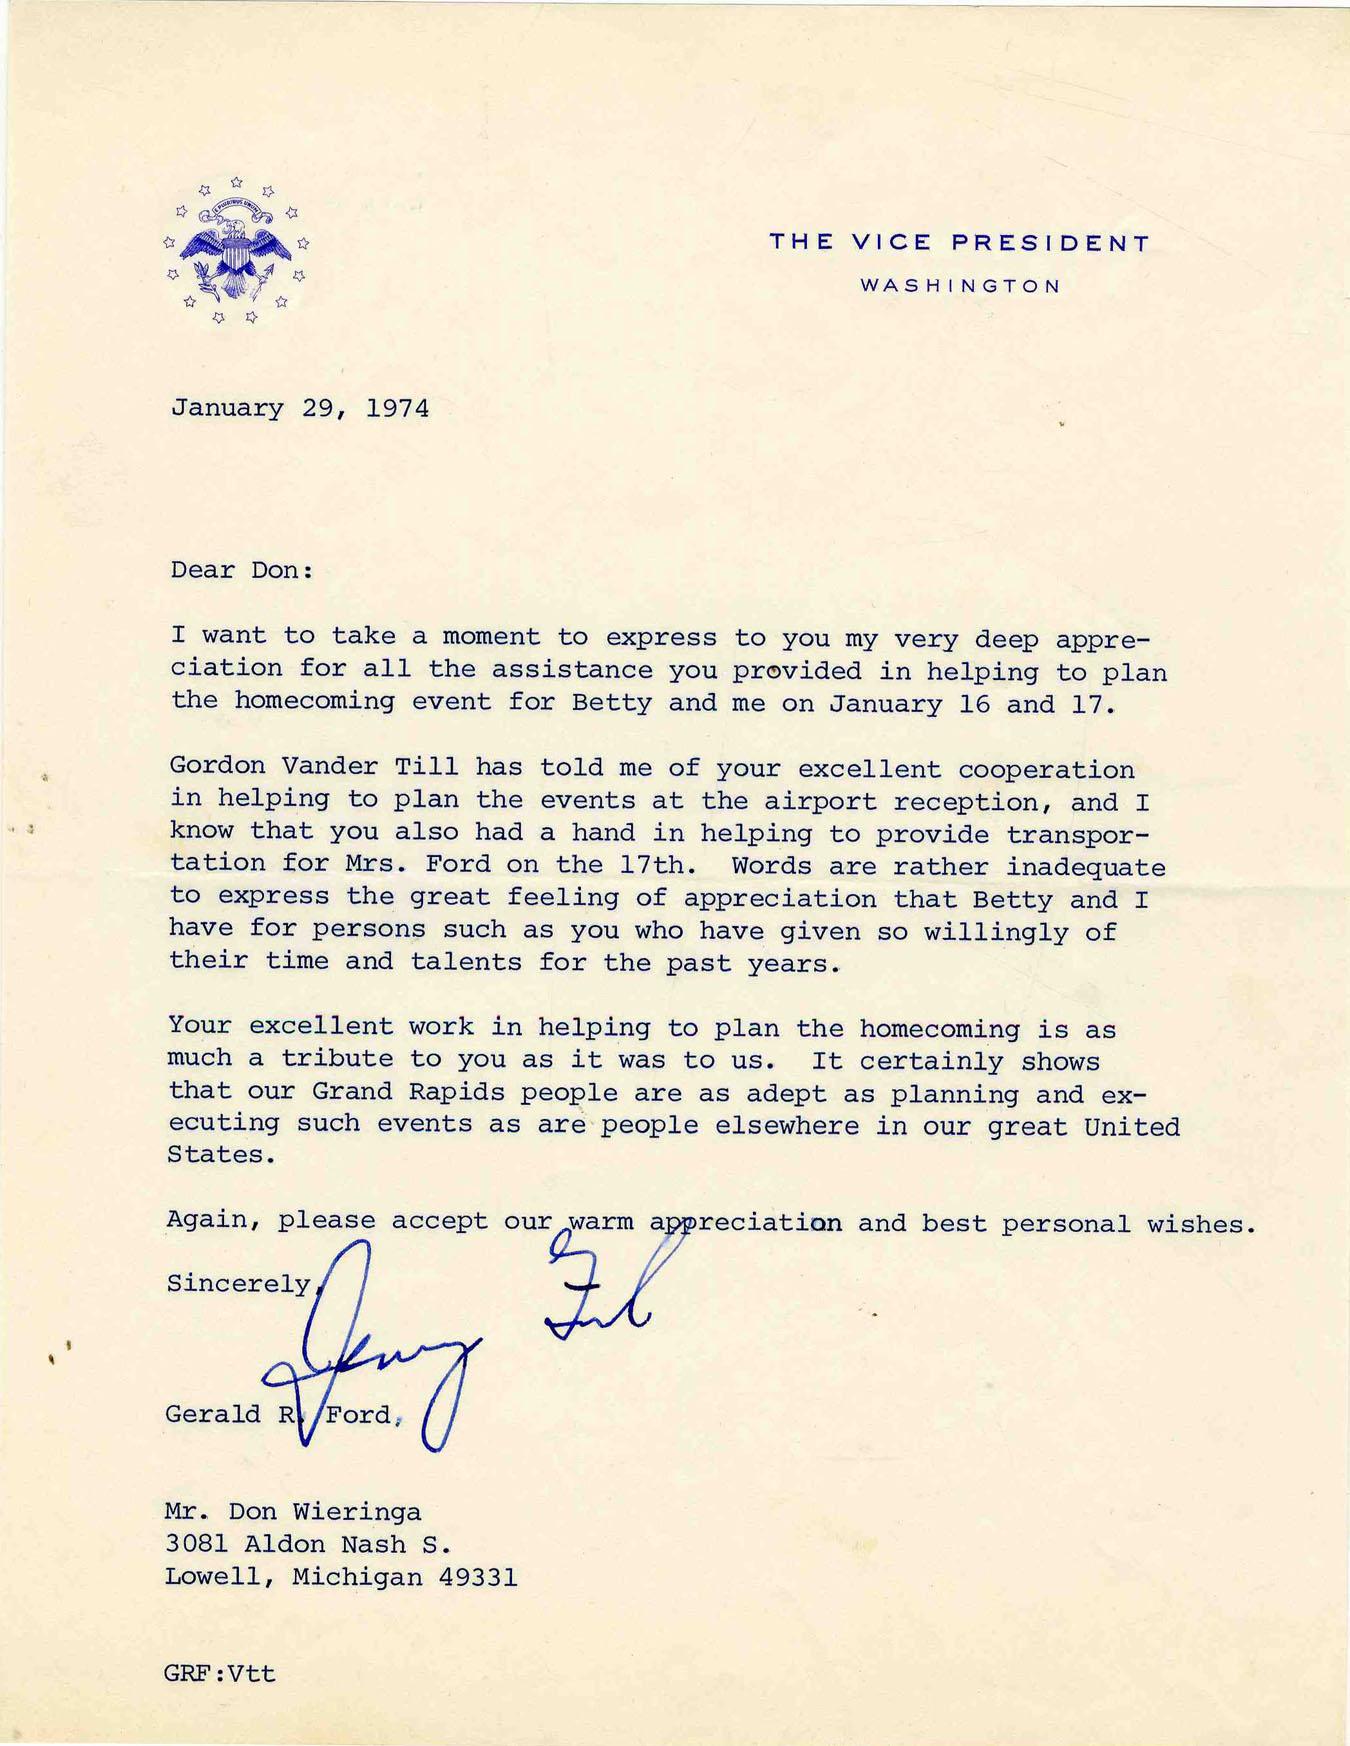 E PLURIBUS UNUM
THE VICE PRESIDENT
WASHINGTON
January 29, 1974
Dear Don:
I want to take a moment to express to you my very deep appre-
ciation for all the assistance you provided in helping to plan
the homecoming event for Betty and me on January 16 and 17.
Gordon Vander Till has told me of your excellent cooperation
in helping to plan the events at the airport reception, and I
know that you also had a hand in helping to provide transpor-
tation for Mrs. Ford on the 17th. Words are rather inadequate
to express the great feeling of appreciation that Betty and I
have for persons such as you who have given so willingly of
their time and talents for the past years.
Your excellent work in helping to plan the homecoming is as
much a tribute to you as it was to us. It certainly shows
that our Grand Rapids people are as adept as planning and ex-
ecuting such events as are people elsewhere in our great United
States.
Again, please accept our warm appreciation and best personal wishes.
Sincerely,
Jerry Ford
Gerald R. Ford,
Mr. Don Wieringa
3081 Aldon Nash S.
Lowell, Michigan 49331
GRF:Vtt